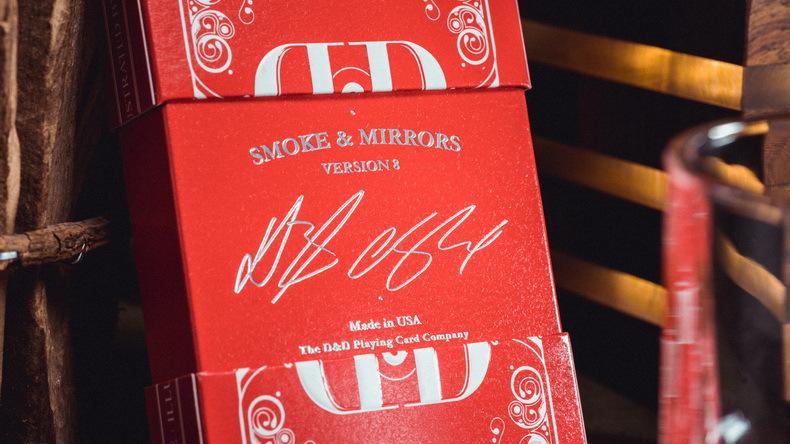 D&D
SMOKE & MIRRORS
VERSION 8
Made in USA
The D&D Playing Card Company